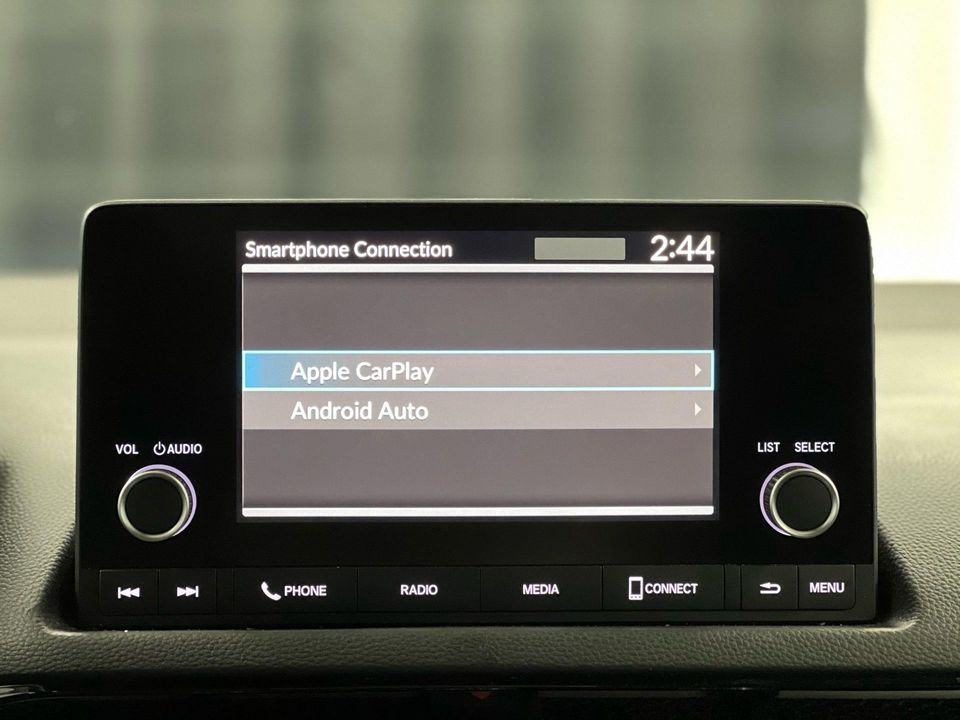 Smartphone Connection 2:44
Apple CarPlay
Android Auto
VOL AUDIO
LIST SELECT
PHONE RADIO MEDIA CONNECT MENU